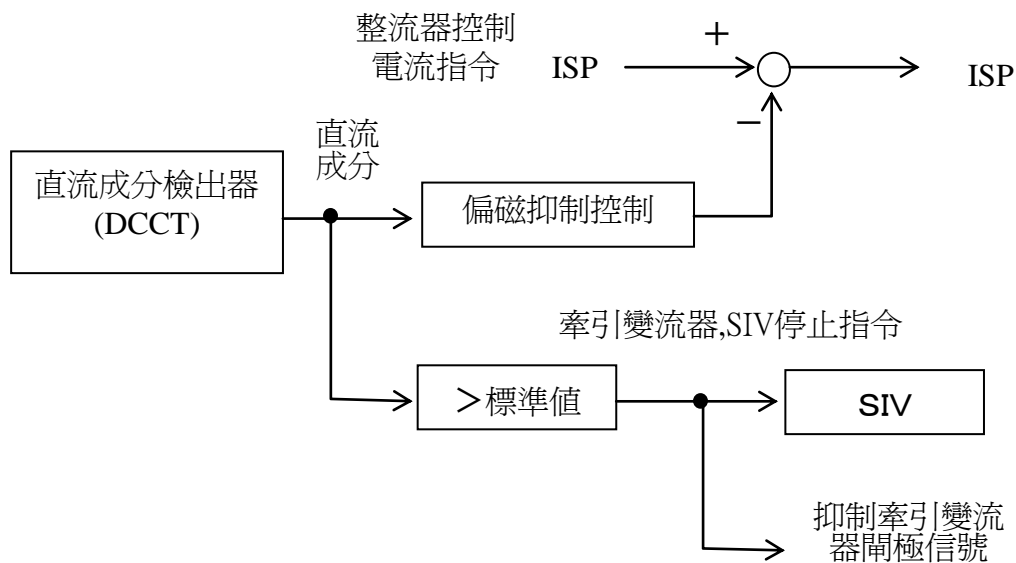 整流器控制
電流指令
ISP
+
ISP
−
直流
成分
直流成分檢出器
(DCCT)
偏磁抑制控制
牽引變流器,SIV停止指令
＞標準值
SIV
抑制牽引變流
器閘極信號